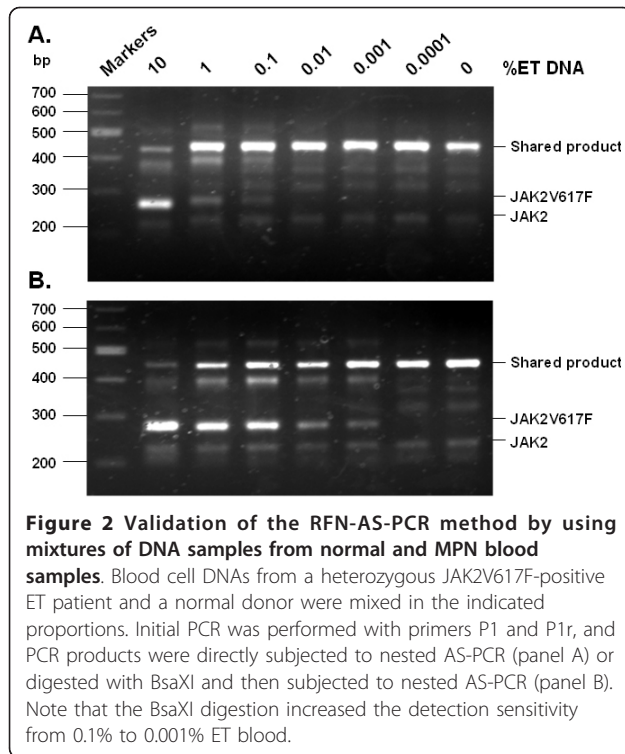 A.
Markers 10 1 0.1 0.01 0.001 0.0001 0 %ET DNA
bp
700
600
500
400
300
200
Shared product
JAK2V617F
JAK2
B.
700
600
500
400
300
200
Shared product
JAK2V617F
JAK2
Figure 2 Validation of the RFN-AS-PCR method by using
mixtures of DNA samples from normal and MPN blood
samples. Blood cell DNAs from a heterozygous JAK2V617F-positive
ET patient and a normal donor were mixed in the indicated
proportions. Initial PCR was performed with primers P1 and P1r, and
PCR products were directly subjected to nested AS-PCR (panel A) or
digested with BsaXI and then subjected to nested AS-PCR (panel B).
Note that the BsaXI digestion increased the detection sensitivity
from 0.1% to 0.001% ET blood.